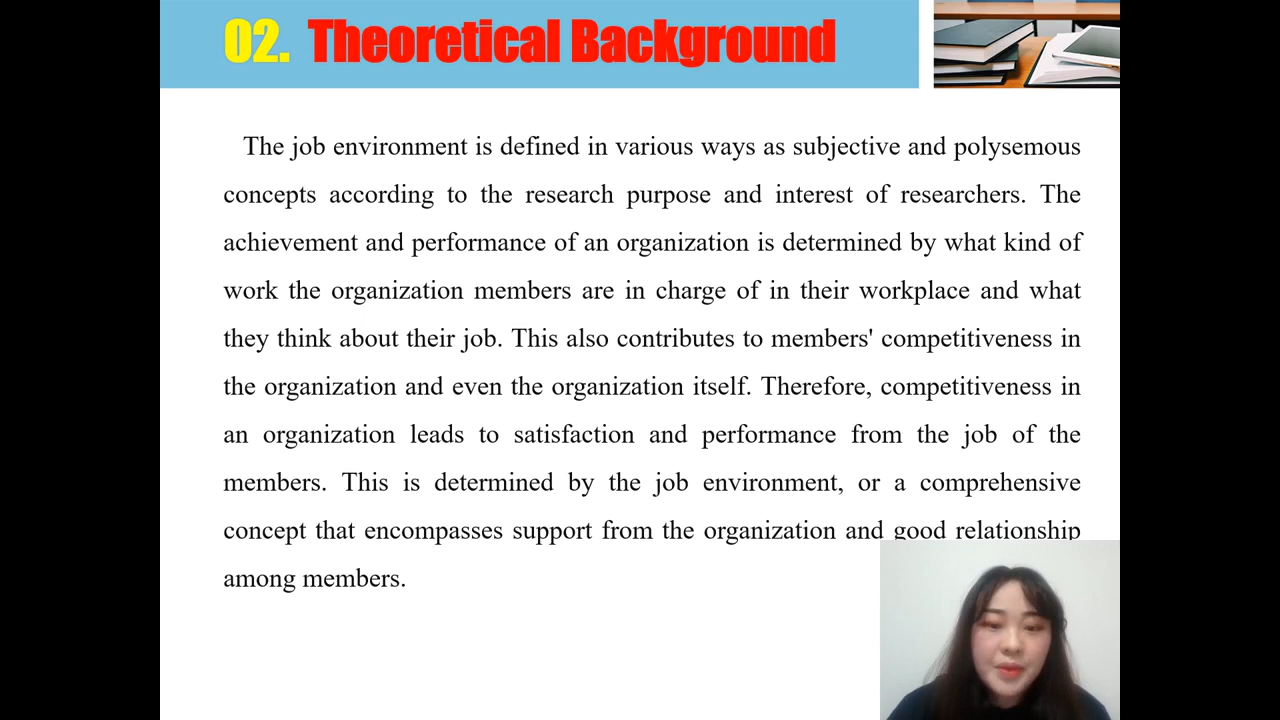 02. Theoretical Background
The job environment is defined in various ways as subjective and polysemous
concepts according to the research purpose and interest of researchers. The
achievement and performance of an organization is determined by what kind of
work the organization members are in charge of in their workplace and what
they think about their job. This also contributes to members' competitiveness in
the organization and even the organization itself. Therefore, competitiveness in
an organization leads to satisfaction and performance from the job of the
members. This is determined by the job environment, or a comprehensive
concept that encompasses support from the organization and good relationship
among members.